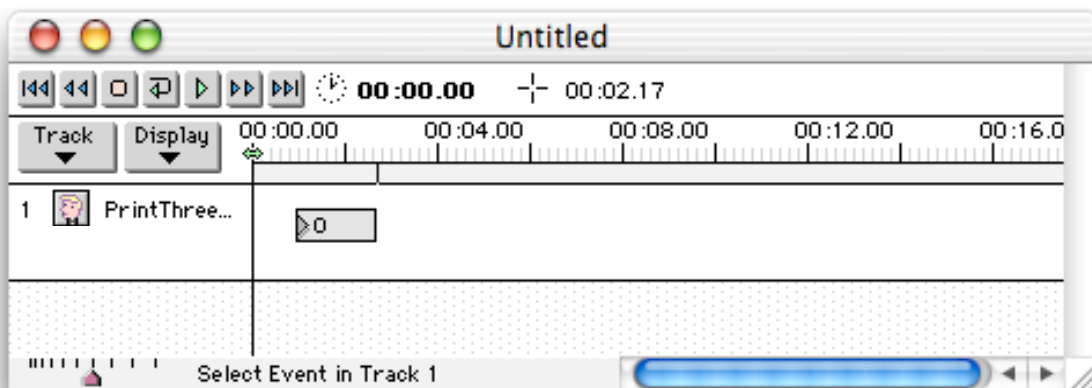 Untitled
00:00.00 00:02.17
Track Display 00:00.00 00:04.00 00:08.00 00:12.00 00:16.0
1 PrintThree... 0
Select Event in Track 1